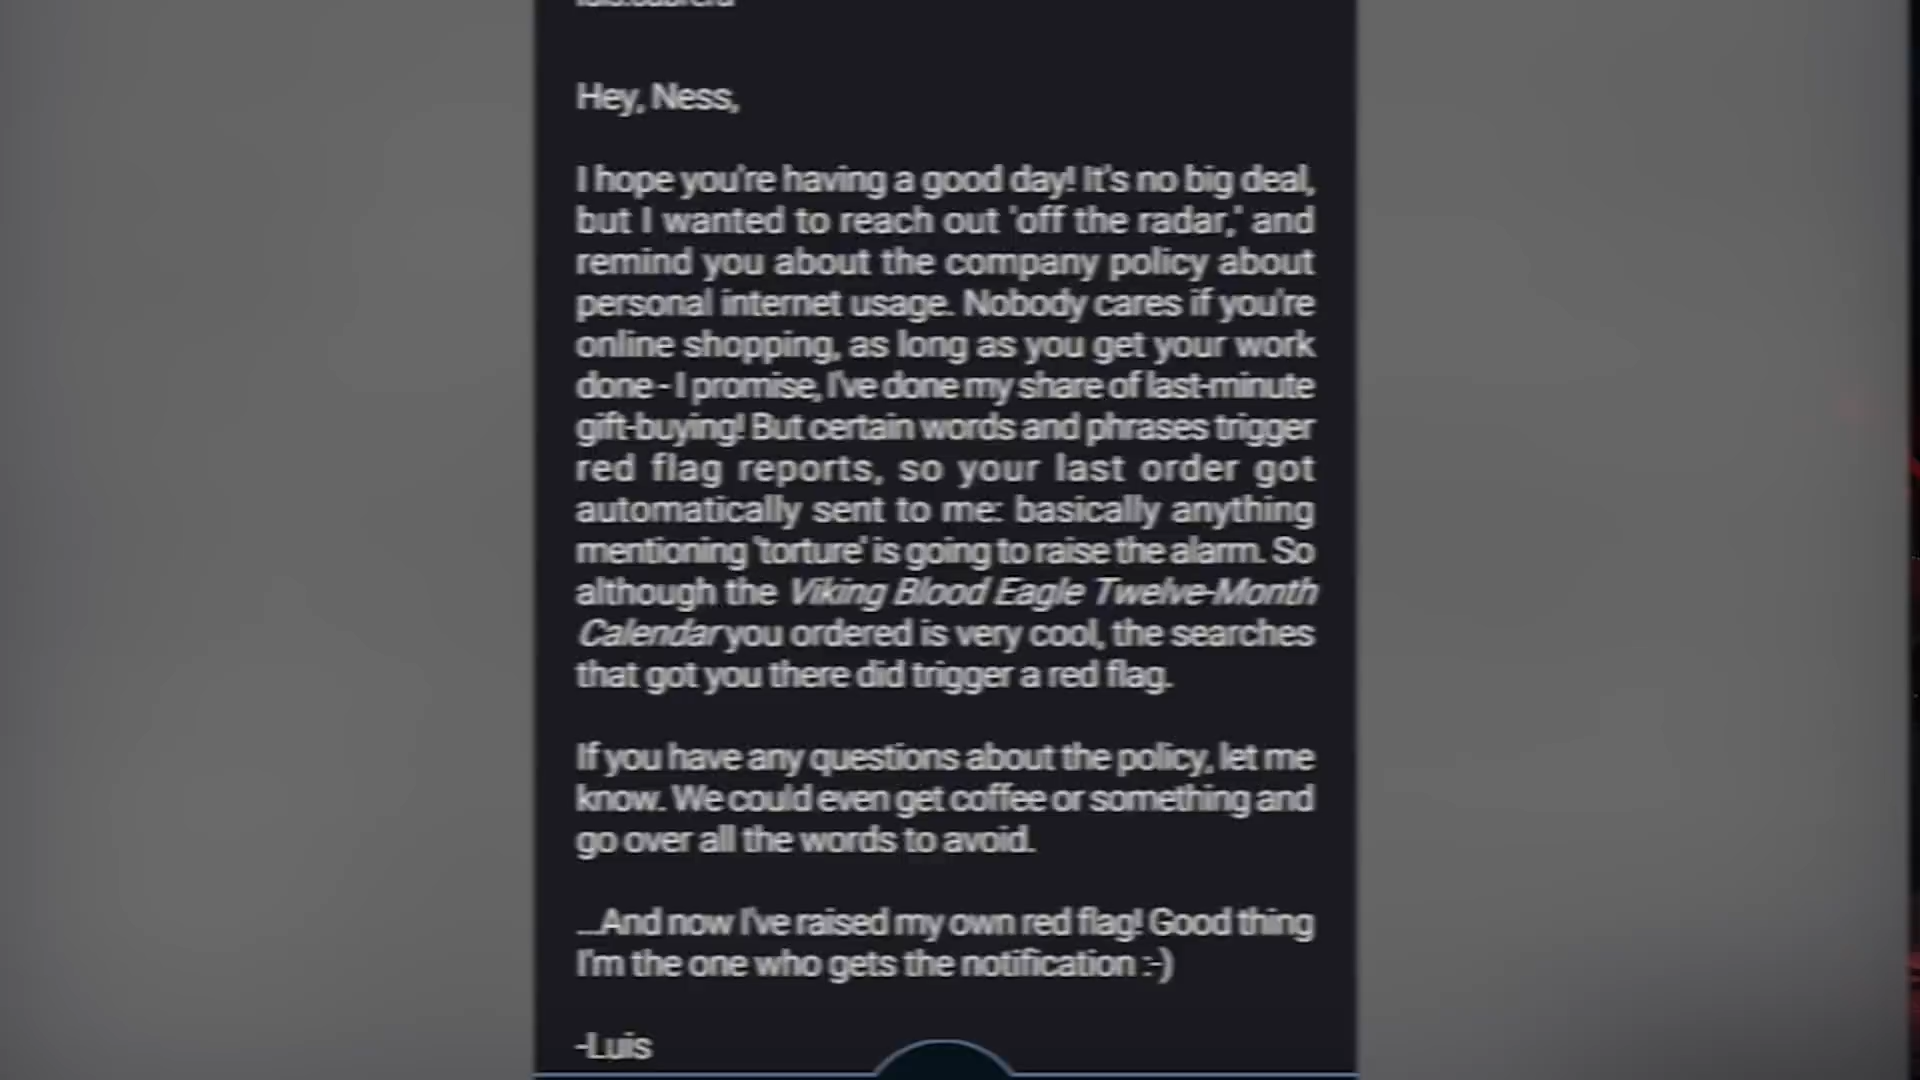 Hey, Ness,
I hope you're having a good day! It's no big deal,
but I wanted to reach out 'off the radar,' and
remind you about the company policy about
personal internet usage. Nobody cares if you're
online shopping, as long as you get your work
done - I promise, I've done my share of last-minute
gift-buying! But certain words and phrases trigger
red flag reports, so your last order got
automatically sent to me: basically anything
mentioning 'torture' is going to raise the alarm. So
although the Viking Blood Eagle Twelve-Month
Calendar you ordered is very cool, the searches
that got you there did trigger a red flag.
If you have any questions about the policy, let me
know. We could even get coffee or something and
go over all the words to avoid.
...And now I've raised my own red flag! Good thing
I'm the one who gets the notification :-)
-Luis